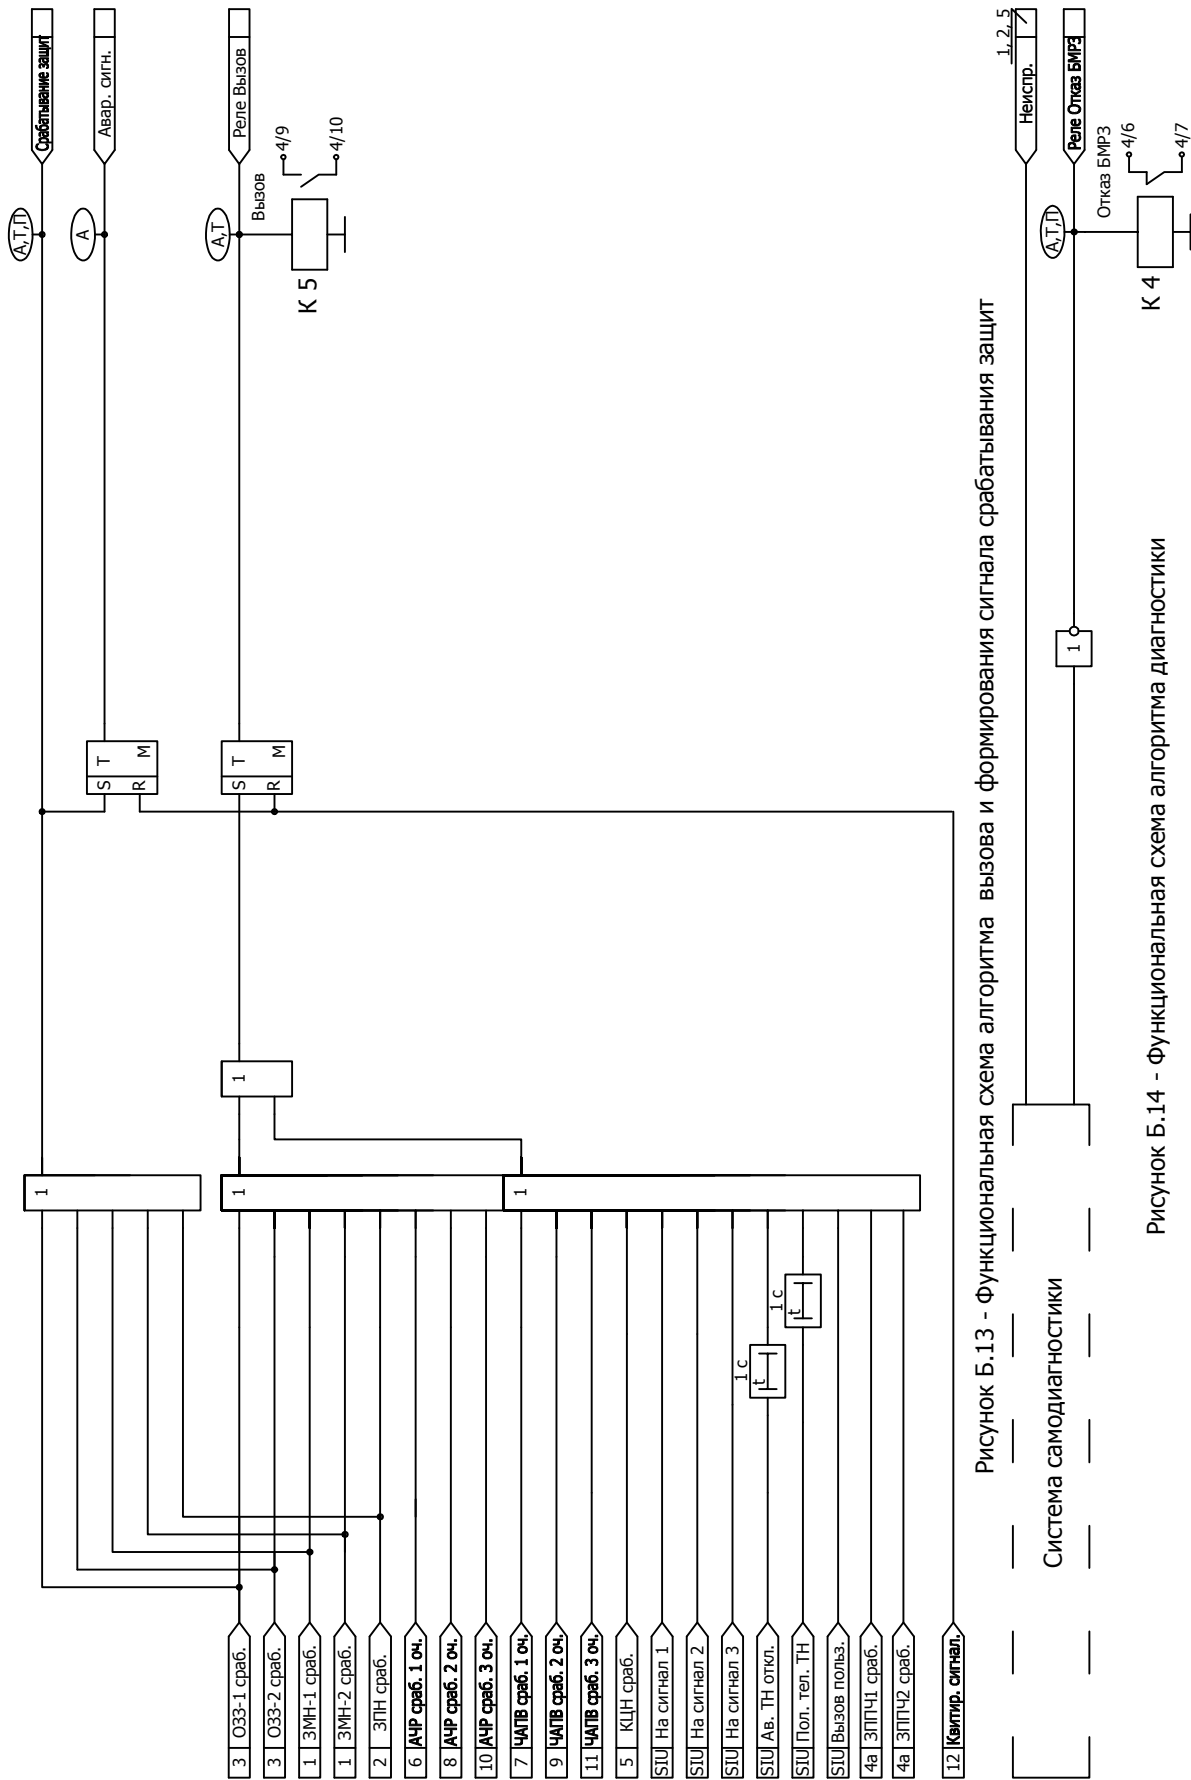 Срабатывание защит
А,Т,П
Авар. сигн.
А
Реле Вызов
А,Т
Вызов
4/9
4/10
К 5
S T
R M
S T
R M
1
1
1
1
3 ОЗЗ-1 сраб.
3 ОЗЗ-2 сраб.
1 ЗМН-1 сраб.
1 ЗМН-2 сраб.
2 ЗПН сраб.
6 АЧР сраб. 1 оч.
8 АЧР сраб. 2 оч.
10 АЧР сраб. 3 оч.
7 ЧАПВ сраб. 1 оч.
9 ЧАПВ сраб. 2 оч.
11 ЧАПВ сраб. 3 оч.
5 КЦН сраб.
SIU На сигнал 1
SIU На сигнал 2
SIU На сигнал 3
SIU Ав. ТН откл.
1 с
t
SIU Пол. тел. ТН
1 с
t
SIU Вызов польз.
4а ЗППЧ1 сраб.
4а ЗППЧ2 сраб.
12 Квитир. сигнал.
Рисунок Б.13 - Функциональная схема алгоритма вызова и формирования сигнала срабатывания защит
1, 2, 5
Неиспр.
Реле Отказ БМРЗ
А,Т,П
Отказ БМРЗ
4/6
4/7
К 4
1
Система самодиагностики
Рисунок Б.14 - Функциональная схема алгоритма диагностики